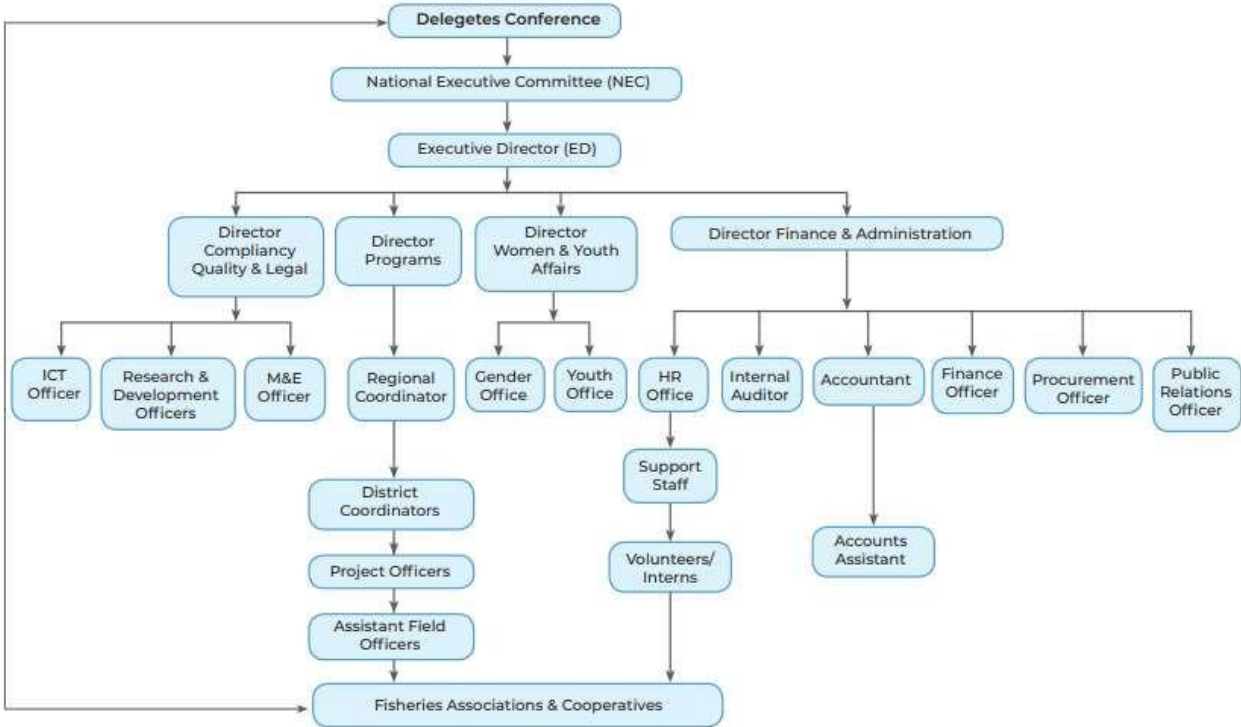 Delegetes Conference
National Executive Committee (NEC)
Executive Director (ED)
Director
Compliancy
Quality & Legal
Director
Programs
Director
Women & Youth
Affairs
Director Finance & Administration
ICT
Officer
Research &
Development
Officers
M&E
Officer
Regional
Coordinator
Gender
Office
Youth
Office
HR
Office
Internal
Auditor
Accountant
Finance
Officer
Procurement
Officer
Public
Relations
Officer
Support
Staff
District
Coordinators
Accounts
Assistant
Volunteers/
Interns
Project Officers
Assistant Field
Officers
Fisheries Associations & Cooperatives